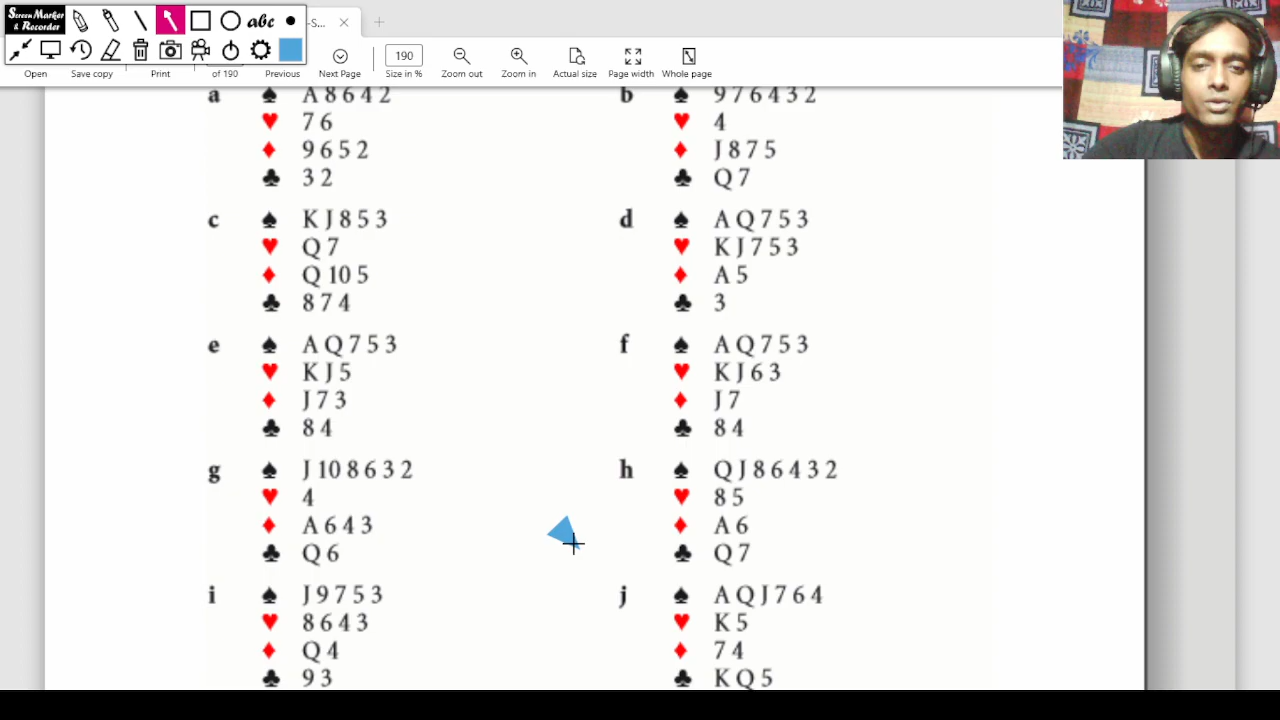 Screen Marker
& Recorder
abc
-S...
190
Open
Save copy
Print
of 190
Previous
Next Page
Size in %
Zoom out
Zoom in
Actual size
Page width
Whole page
a ♠ A 8 6 4 2
♥ 7 6
♦ 9 6 5 2
♣ 3 2
b ♠ 9 7 6 4 3 2
♥ 4
♦ J 8 7 5
♣ Q 7
c ♠ K J 8 5 3
♥ Q 7
♦ Q 10 5
♣ 8 7 4
d ♠ A Q 7 5 3
♥ K J 7 5 3
♦ A 5
♣ 3
e ♠ A Q 7 5 3
♥ K J 5
♦ J 7 3
♣ 8 4
f ♠ A Q 7 5 3
♥ K J 6 3
♦ J 7
♣ 8 4
g ♠ J 10 8 6 3 2
♥ 4
♦ A 6 4 3
♣ Q 6
h ♠ Q J 8 6 4 3 2
♥ 8 5
♦ A 6
♣ Q 7
i ♠ J 9 7 5 3
♥ 8 6 4 3
♦ Q 4
♣ 9 3
j ♠ A Q J 7 6 4
♥ K 5
♦ 7 4
♣ K Q 5